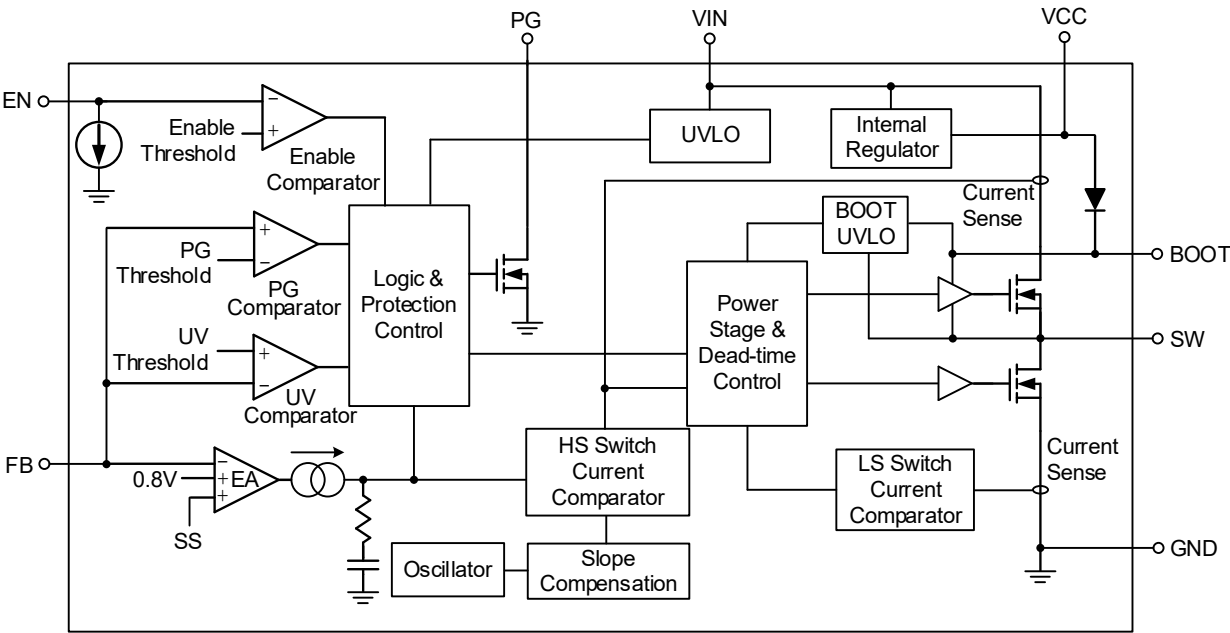 PG
VIN
VCC
EN
−
+
Enable
Threshold
Enable
Comparator
UVLO
Internal
Regulator
Current
Sense
BOOT
UVLO
BOOT
+
−
PG
Threshold
PG
Comparator
Logic &
Protection
Control
Power
Stage &
Dead-time
Control
SW
UV
Threshold
+
−
UV
Comparator
FB
−
0.8V
+
EA
+
SS
HS Switch
Current
Comparator
LS Switch
Current
Comparator
Current
Sense
Oscillator
Slope
Compensation
GND